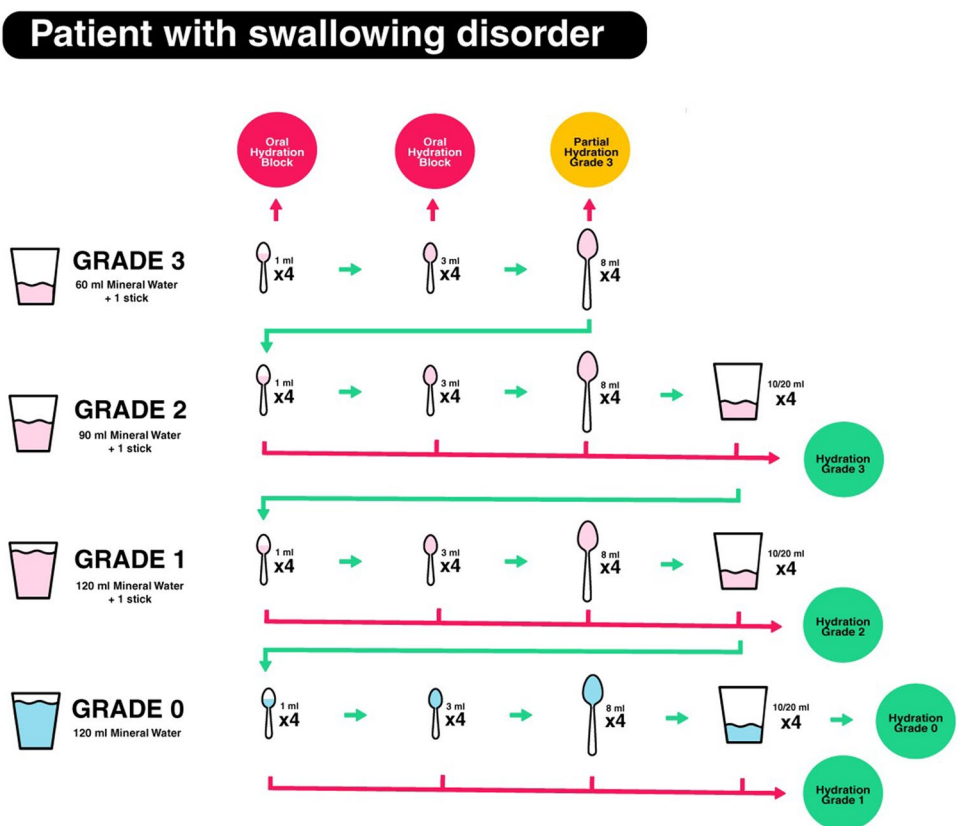 Patient with swallowing disorder
Oral
Hydration
Block
Oral
Hydration
Block
Partial
Hydration
Grade 3
GRADE 3
60 ml Mineral Water
+ 1 stick
1 ml
x4
3 ml
x4
8 ml
x4
GRADE 2
90 ml Mineral Water
+ 1 stick
1 ml
x4
3 ml
x4
8 ml
x4
10/20 ml
x4
Hydration
Grade 3
GRADE 1
120 ml Mineral Water
+ 1 stick
1 ml
x4
3 ml
x4
8 ml
x4
10/20 ml
x4
Hydration
Grade 2
GRADE 0
120 ml Mineral Water
1 ml
x4
3 ml
x4
8 ml
x4
10/20 ml
x4
Hydration
Grade 0
Hydration
Grade 1